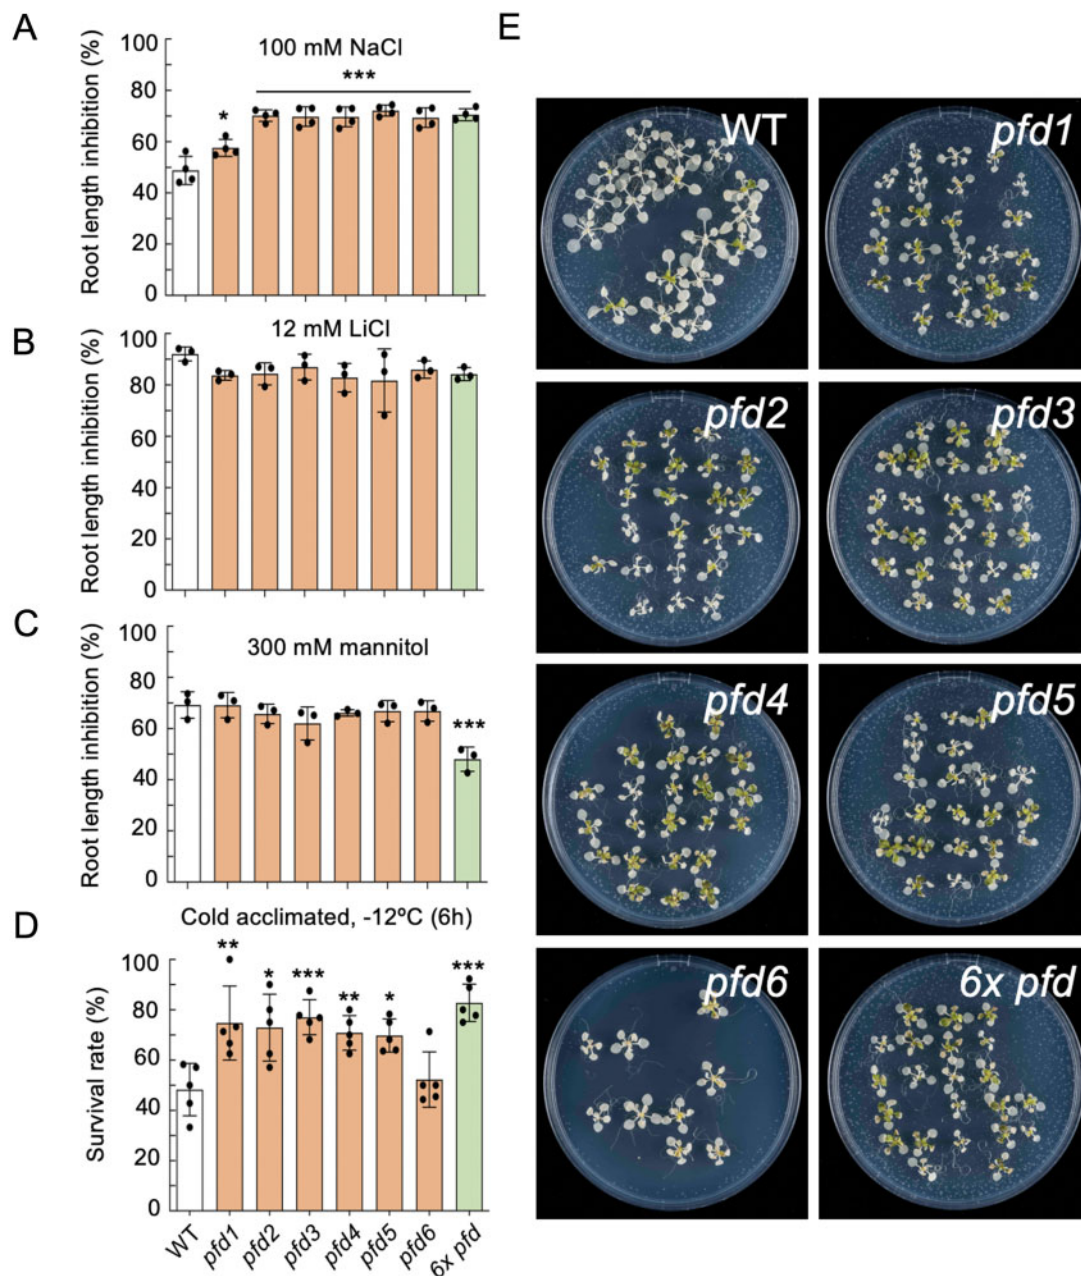 A
100 mM NaCl
Root length inhibition (%)
100
80
60
40
20
0
*
***
B
12 mM LiCl
Root length inhibition (%)
100
80
60
40
20
0
C
300 mM mannitol
Root length inhibition (%)
100
80
60
40
20
0
***
D
Cold acclimated, -12ºC (6h)
Survival rate (%)
100
80
60
40
20
0
**
*
***
**
*
***
WT
pfd1
pfd2
pfd3
pfd4
pfd5
pfd6
6x pfd
E
WT
pfd1
pfd2
pfd3
pfd4
pfd5
pfd6
6x pfd